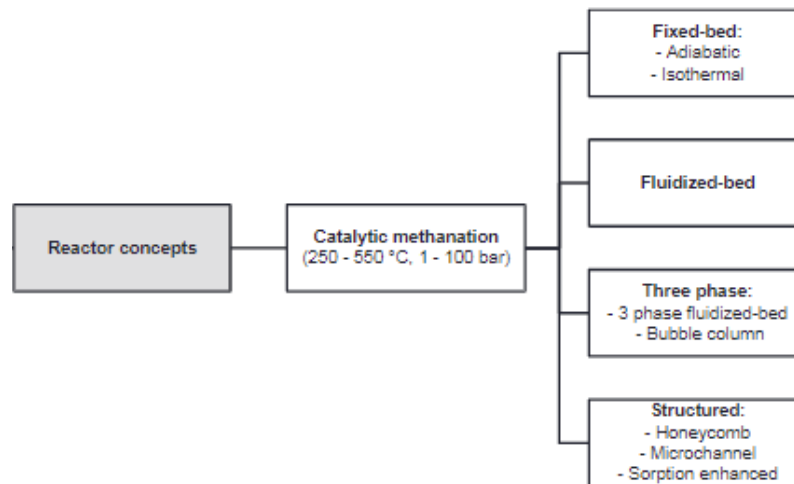 Reactor concepts
Catalytic methanation
(250 - 550 °C, 1 - 100 bar)
Fixed-bed:
- Adiabatic
- Isothermal
Fluidized-bed
Three phase:
- 3 phase fluidized-bed
- Bubble column
Structured:
- Honeycomb
- Microchannel
- Sorption enhanced